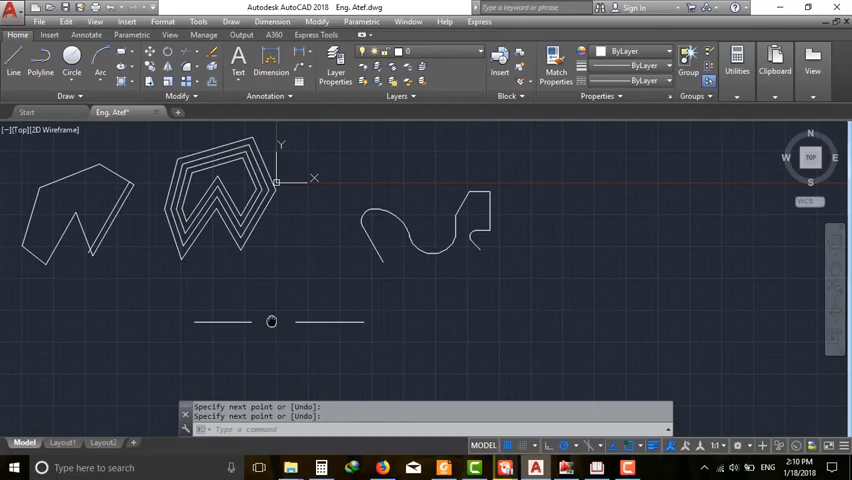 Autodesk AutoCAD 2018   Eng. Atef.dwg
Type a keyword or phrase
Sign In
File Edit View Insert Format Tools Draw Dimension Modify Parametric Window Help Express
Home Insert Annotate Parametric View Manage Output A360 Express Tools
Line Polyline Circle Arc
Text Dimension
Layer Properties
0
Insert
Match Properties
ByLayer
ByLayer
ByLayer
Group
Utilities
Clipboard
View
Draw Modify Layers Block Properties Groups
Start Eng. Atef*
[−][Top][2D Wireframe]
N
W TOP E
S
WCS
Y
X
Specify next point or [Undo]:
Specify next point or [Undo]:
Type a command
Model Layout1 Layout2
MODEL 1:1
Type here to search
ENG
2:10 PM
1/18/2018